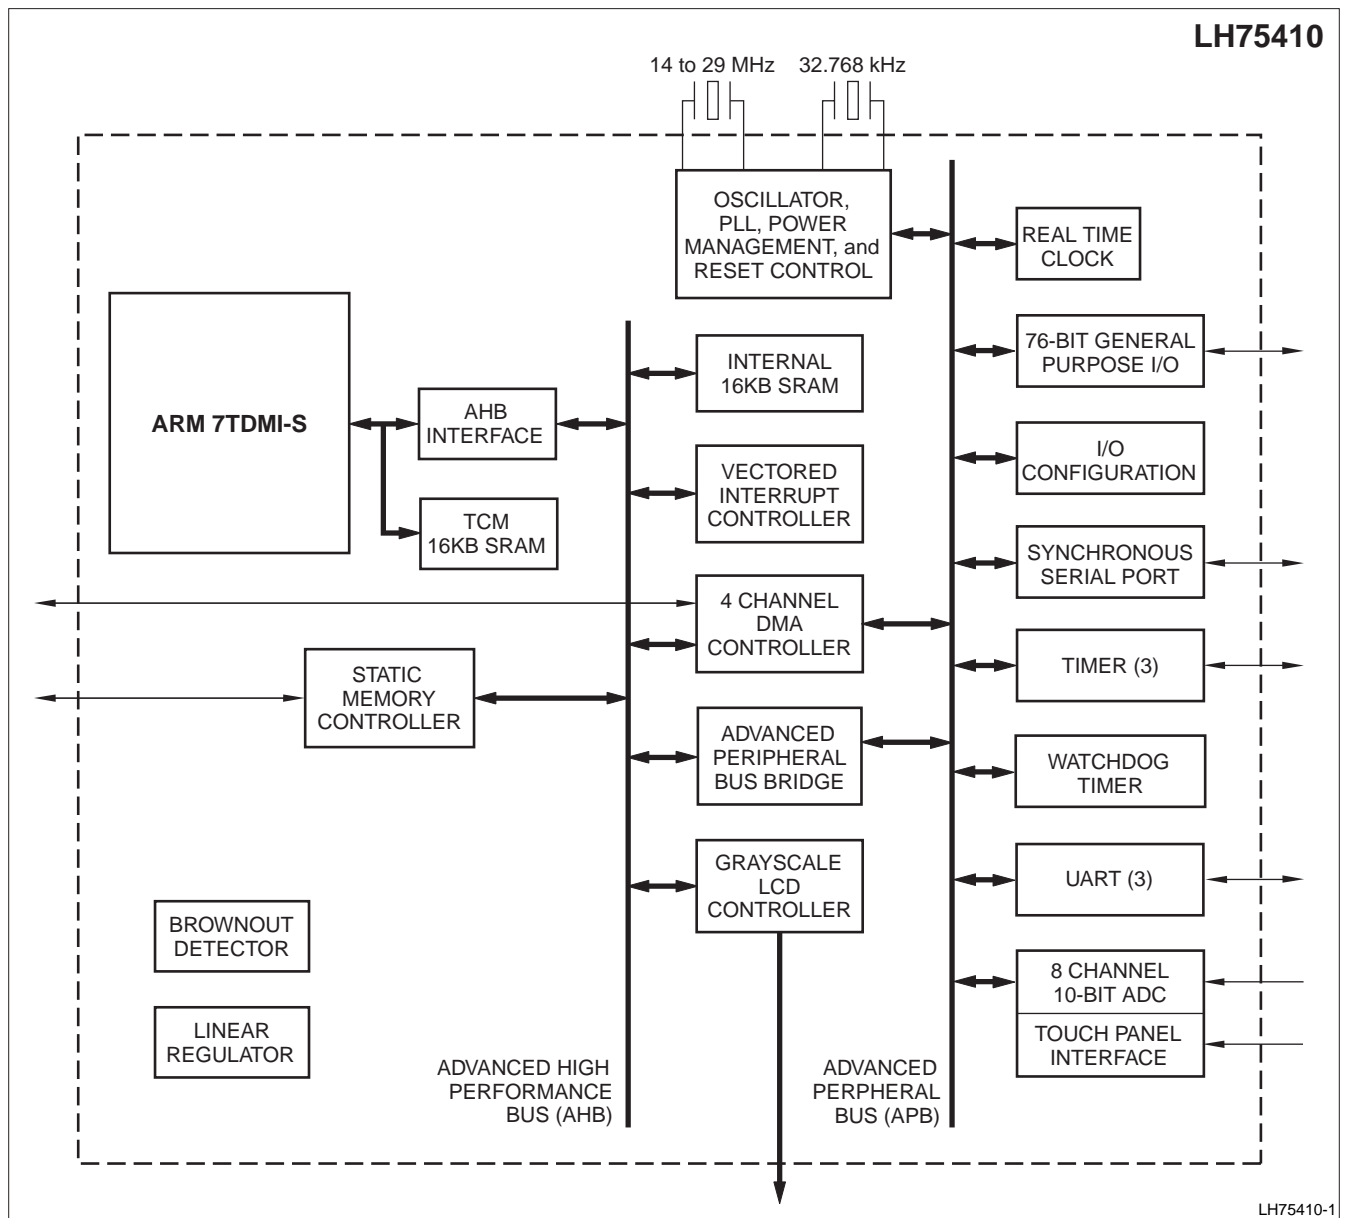 LH75410
14 to 29 MHz
32.768 kHz
OSCILLATOR,
PLL, POWER
MANAGEMENT, and
RESET CONTROL
REAL TIME
CLOCK
ARM 7TDMI-S
AHB
INTERFACE
TCM
16KB SRAM
INTERNAL
16KB SRAM
76-BIT GENERAL
PURPOSE I/O
VECTORED
INTERRUPT
CONTROLLER
I/O
CONFIGURATION
4 CHANNEL
DMA
CONTROLLER
SYNCHRONOUS
SERIAL PORT
STATIC
MEMORY
CONTROLLER
TIMER (3)
ADVANCED
PERIPHERAL
BUS BRIDGE
WATCHDOG
TIMER
GRAYSCALE
LCD
CONTROLLER
UART (3)
BROWNOUT
DETECTOR
8 CHANNEL
10-BIT ADC
LINEAR
REGULATOR
TOUCH PANEL
INTERFACE
ADVANCED HIGH
PERFORMANCE
BUS (AHB)
ADVANCED
PERPHERAL
BUS (APB)
LH75410-1